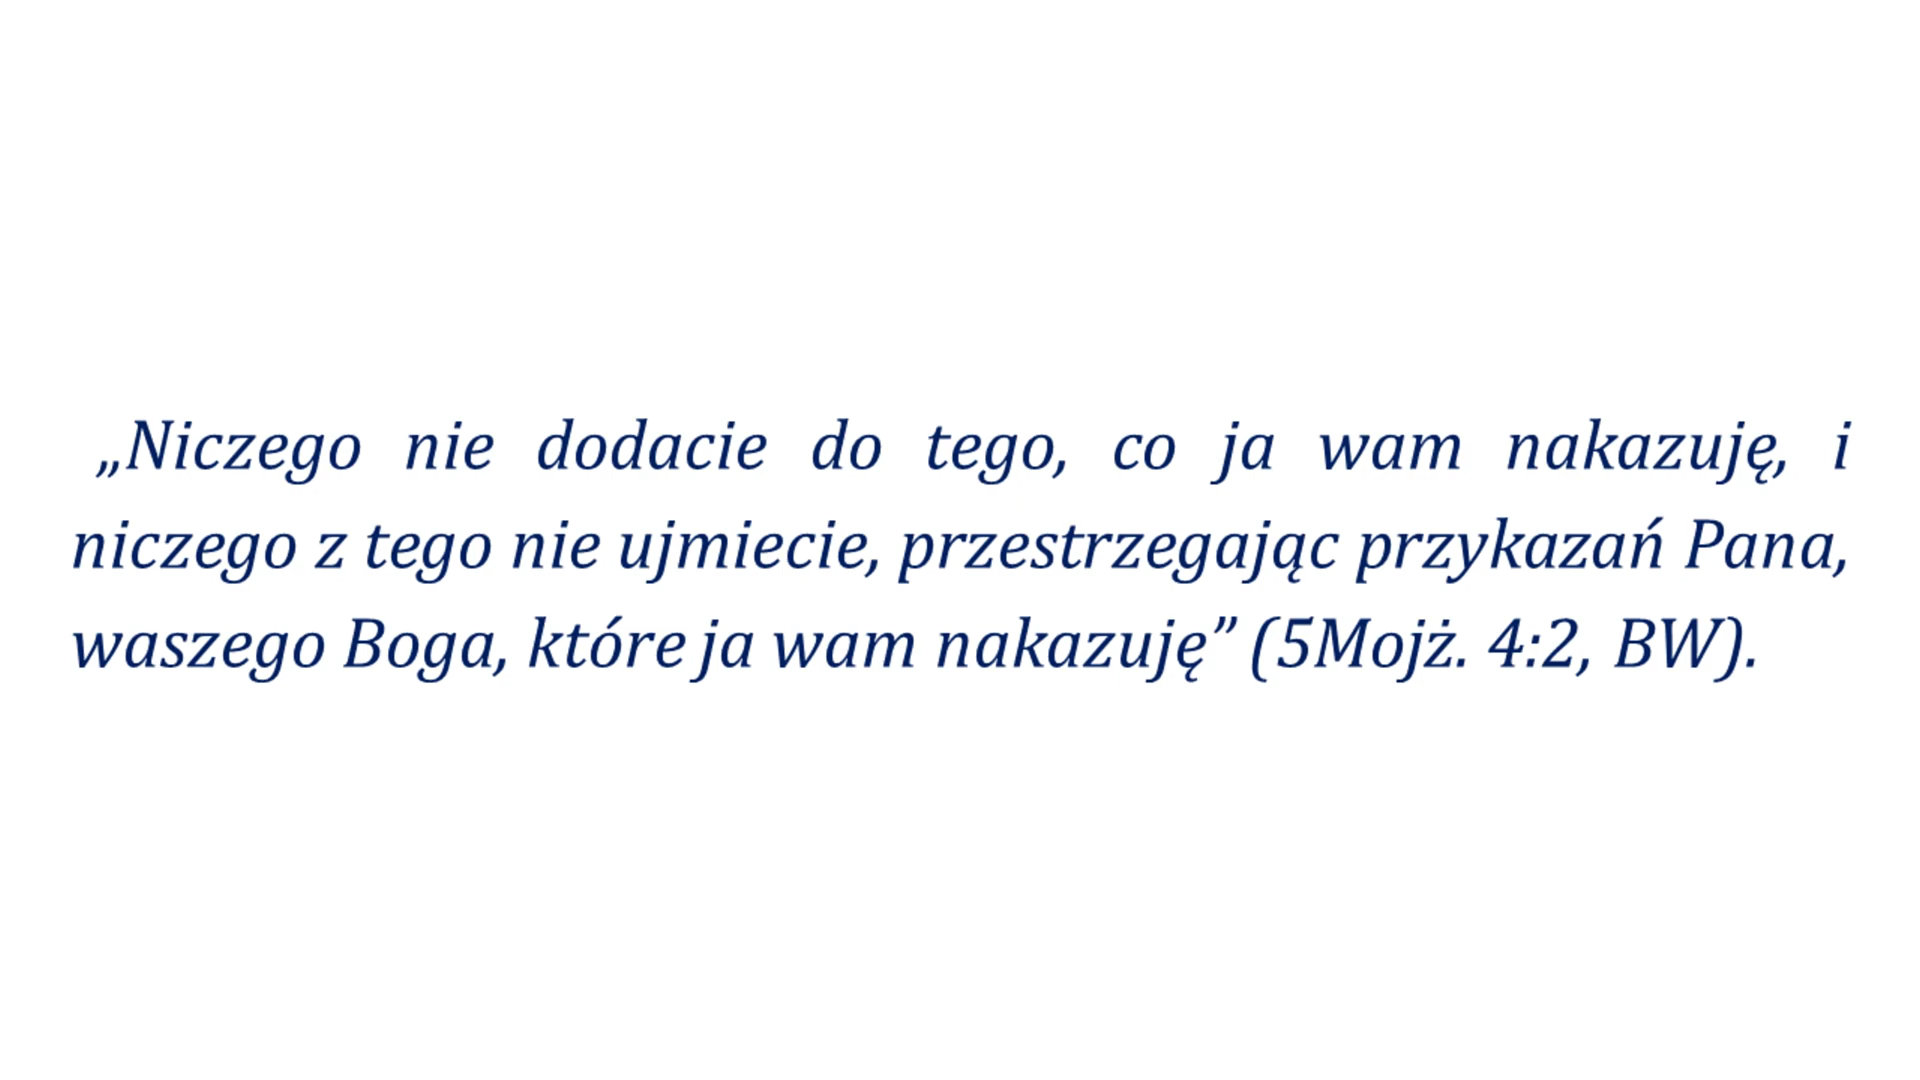 „Niczego nie dodacie do tego, co ja wam nakazuję, i
niczego z tego nie ujmiecie, przestrzegając przykazań Pana,
waszego Boga, które ja wam nakazuję” (5Mojż. 4:2, BW).